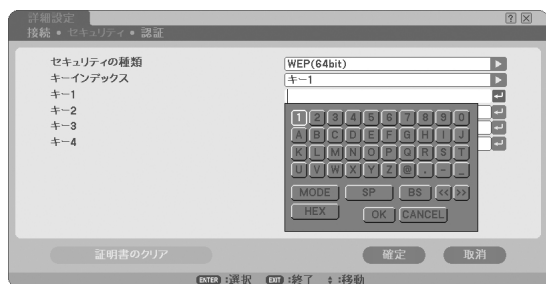 詳細設定
接続 • セキュリティ • 認証
セキュリティの種類 WEP(64bit)
キーインデックス キー1
キー1
キー2
キー3
キー4
1 2 3 4 5 6 7 8 9 0
A B C D E F G H I J
K L M N O P Q R S T
U V W X Y Z @ . - _
MODE SP BS << >>
HEX OK CANCEL
証明書のクリア 確定 取消
ENTER :選択 EXIT :終了 :移動